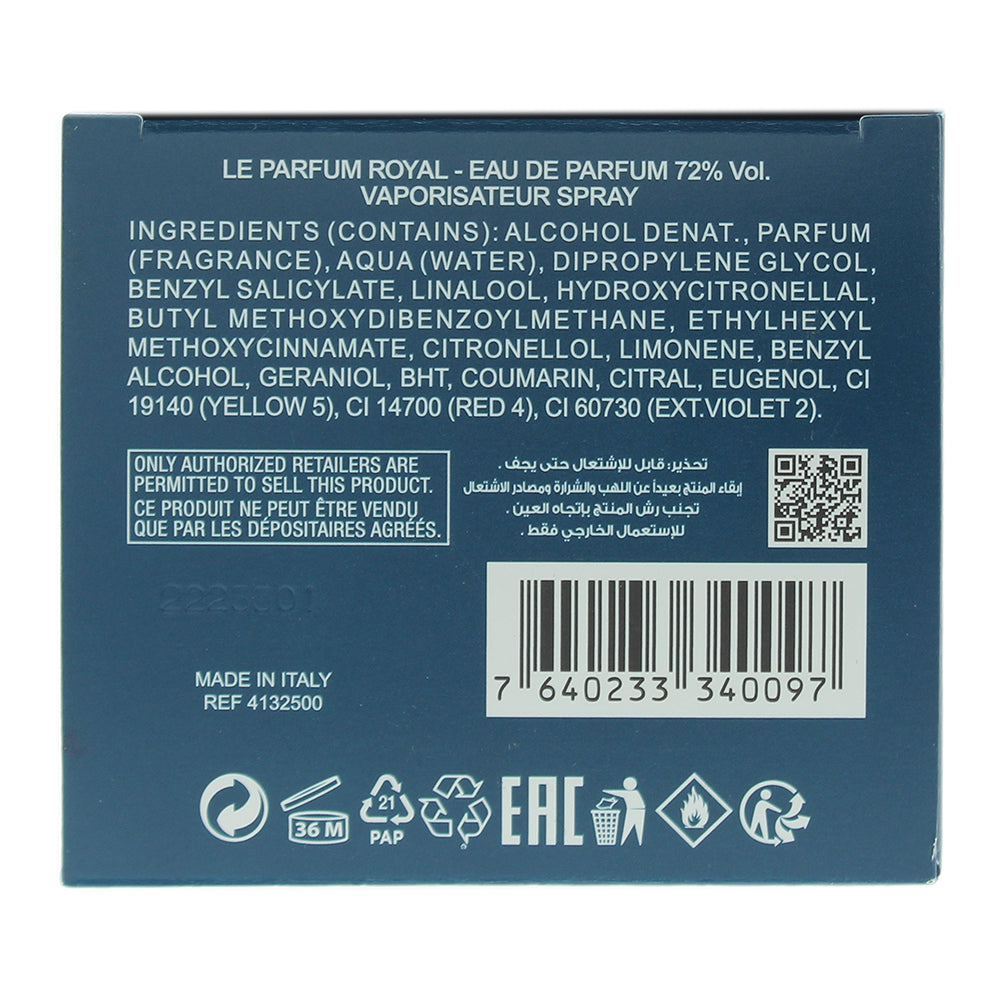 LE PARFUM ROYAL - EAU DE PARFUM 72% Vol.
VAPORISATEUR SPRAY
INGREDIENTS (CONTAINS): ALCOHOL DENAT., PARFUM
(FRAGRANCE), AQUA (WATER), DIPROPYLENE GLYCOL,
BENZYL SALICYLATE, LINALOOL, HYDROXYCITRONELLAL,
BUTYL METHOXYDIBENZOYLMETHANE, ETHYLHEXYL
METHOXYCINNAMATE, CITRONELLOL, LIMONENE, BENZYL
ALCOHOL, GERANIOL, BHT, COUMARIN, CITRAL, EUGENOL, CI
19140 (YELLOW 5), CI 14700 (RED 4), CI 60730 (EXT.VIOLET 2).
ONLY AUTHORIZED RETAILERS ARE
PERMITTED TO SELL THIS PRODUCT.
CE PRODUIT NE PEUT ÊTRE VENDU
QUE PAR LES DÉPOSITAIRES AGRÉÉS.
تحذير: قابل للإشتعال حتى يجف .
إبقاء المنتج بعيداً عن اللهب والشرارة ومصادر الاشتعال
تجنب رش المنتج بإتجاه العين .
للإستعمال الخارجي فقط .
2223301
7 640233 340097
MADE IN ITALY
REF 4132500
36 M
21
PAP
EAC